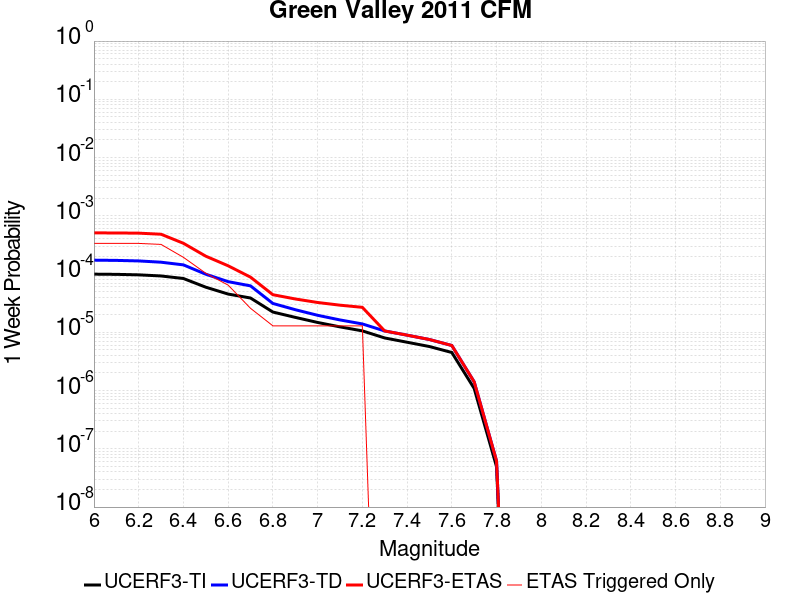 Green Valley 2011 CFM
10^0
10^-1
10^-2
10^-3
10^-4
10^-5
10^-6
10^-7
10^-8
1 Week Probability
6 6.2 6.4 6.6 6.8 7 7.2 7.4 7.6 7.8 8 8.2 8.4 8.6 8.8 9
Magnitude
UCERF3-TI UCERF3-TD UCERF3-ETAS ETAS Triggered Only